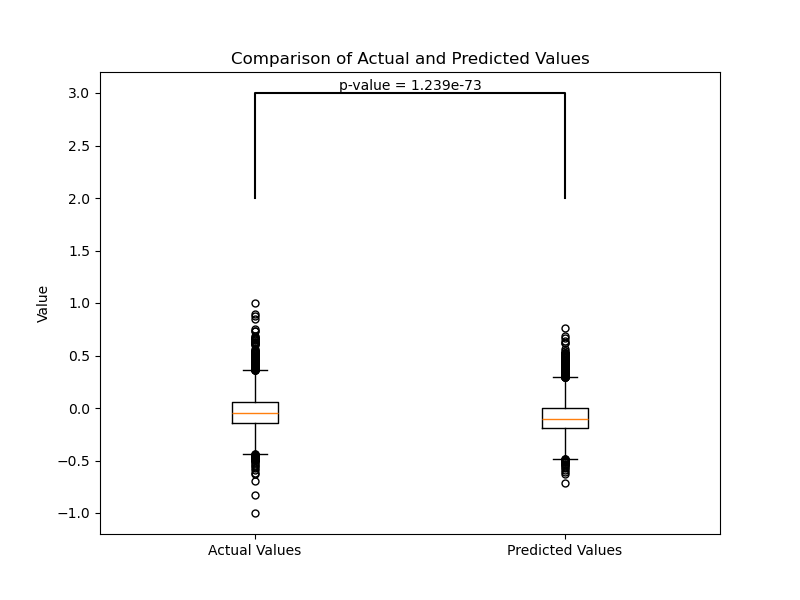 Comparison of Actual and Predicted Values
p-value = 1.239e-73
3.0
2.5
2.0
1.5
1.0
0.5
0.0
−0.5
−1.0
Value
Actual Values
Predicted Values